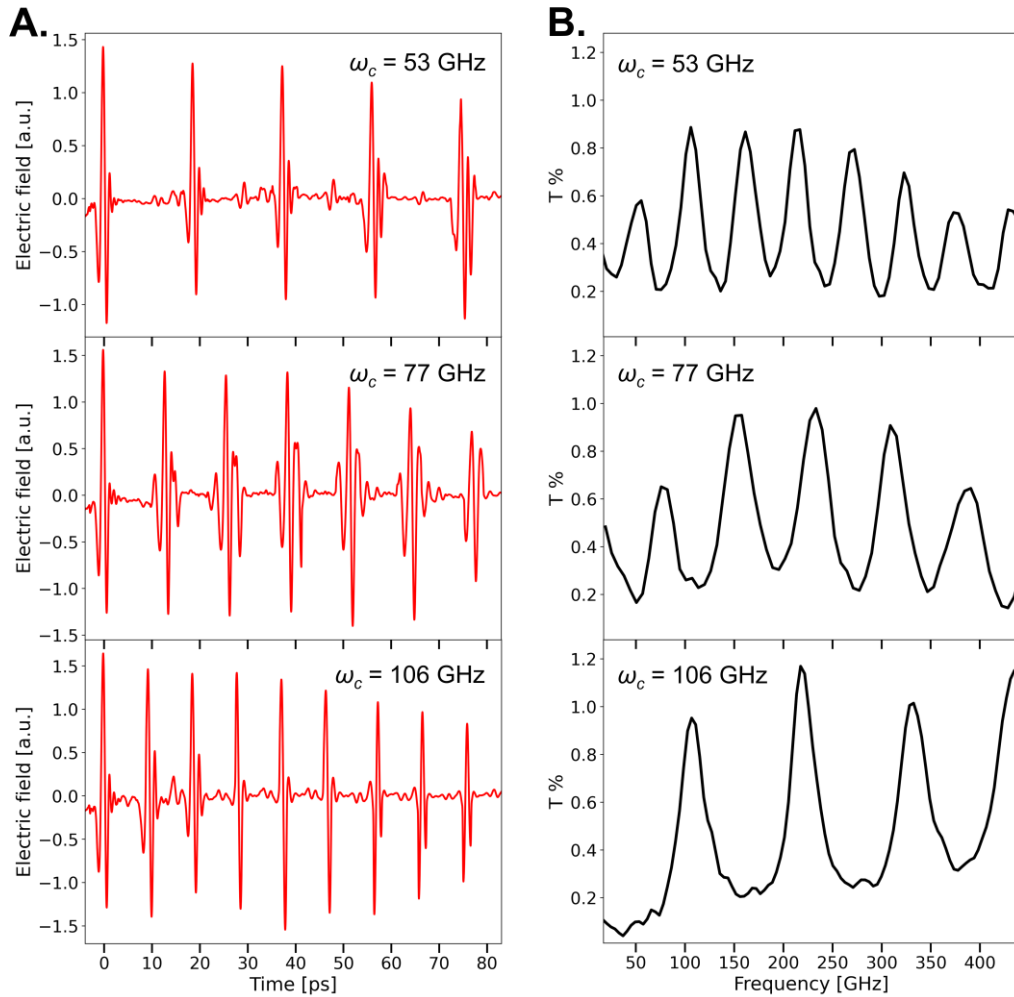 A.
B.
1.5
1.0
0.5
0.0
−0.5
−1.0
Electric field [a.u.]
ω_c = 53 GHz
1.2
1.0
0.8
0.6
0.4
0.2
T %
ω_c = 53 GHz
1.5
1.0
0.5
0.0
−0.5
−1.0
−1.5
Electric field [a.u.]
ω_c = 77 GHz
1.2
1.0
0.8
0.6
0.4
0.2
T %
ω_c = 77 GHz
1.5
1.0
0.5
0.0
−0.5
−1.0
−1.5
Electric field [a.u.]
ω_c = 106 GHz
0 10 20 30 40 50 60 70 80
Time [ps]
1.2
1.0
0.8
0.6
0.4
0.2
T %
ω_c = 106 GHz
50 100 150 200 250 300 350 400
Frequency [GHz]